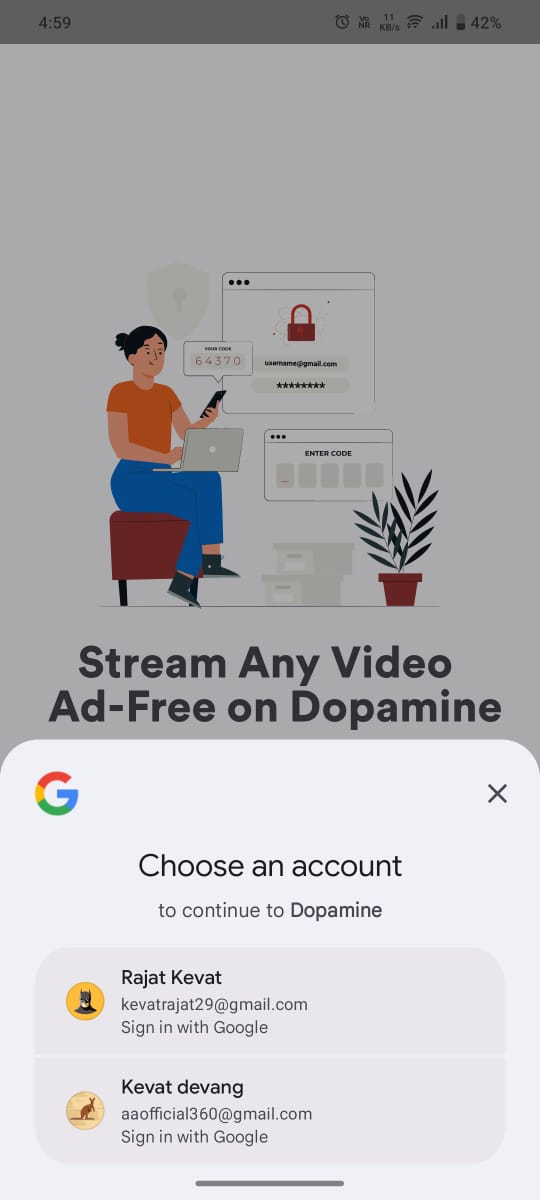 4:59
Vo
NR
11
KB/s
42%
YOUR CODE
64370
username@gmail.com
********
ENTER CODE
Stream Any Video
Ad-Free on Dopamine
Choose an account
to continue to Dopamine
Rajat Kevat
kevatrajat29@gmail.com
Sign in with Google
Kevat devang
aaofficial360@gmail.com
Sign in with Google